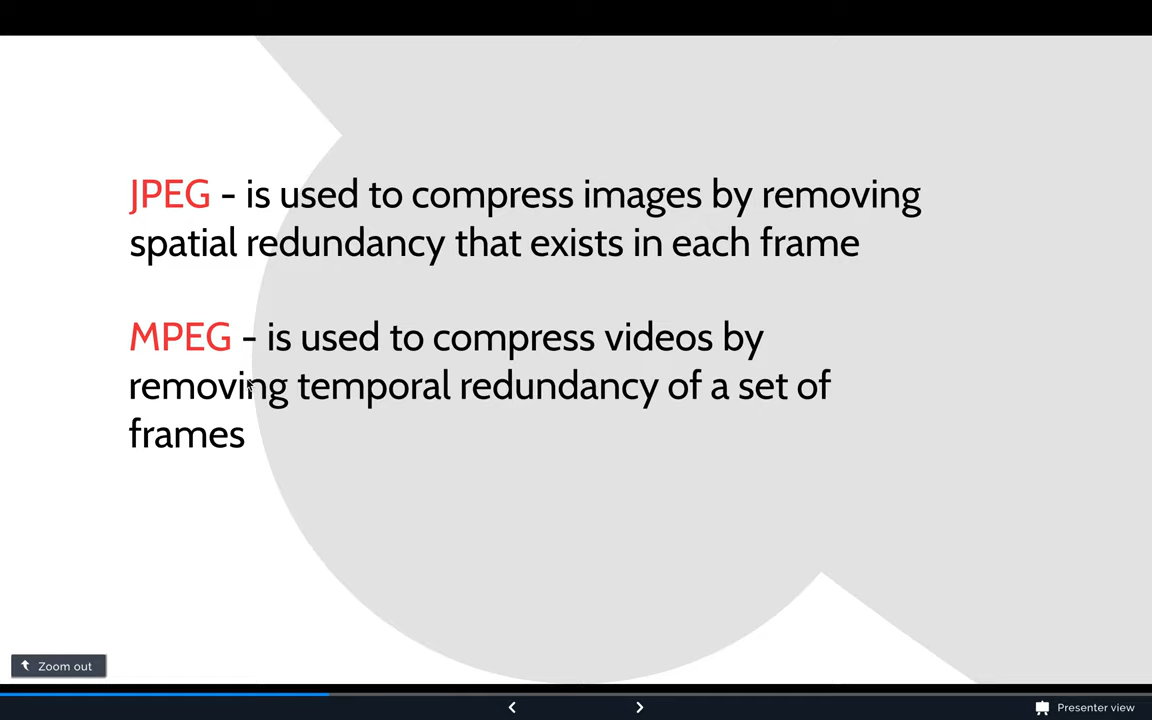 JPEG - is used to compress images by removing
spatial redundancy that exists in each frame
MPEG - is used to compress videos by
removing temporal redundancy of a set of
frames
Zoom out
Presenter view